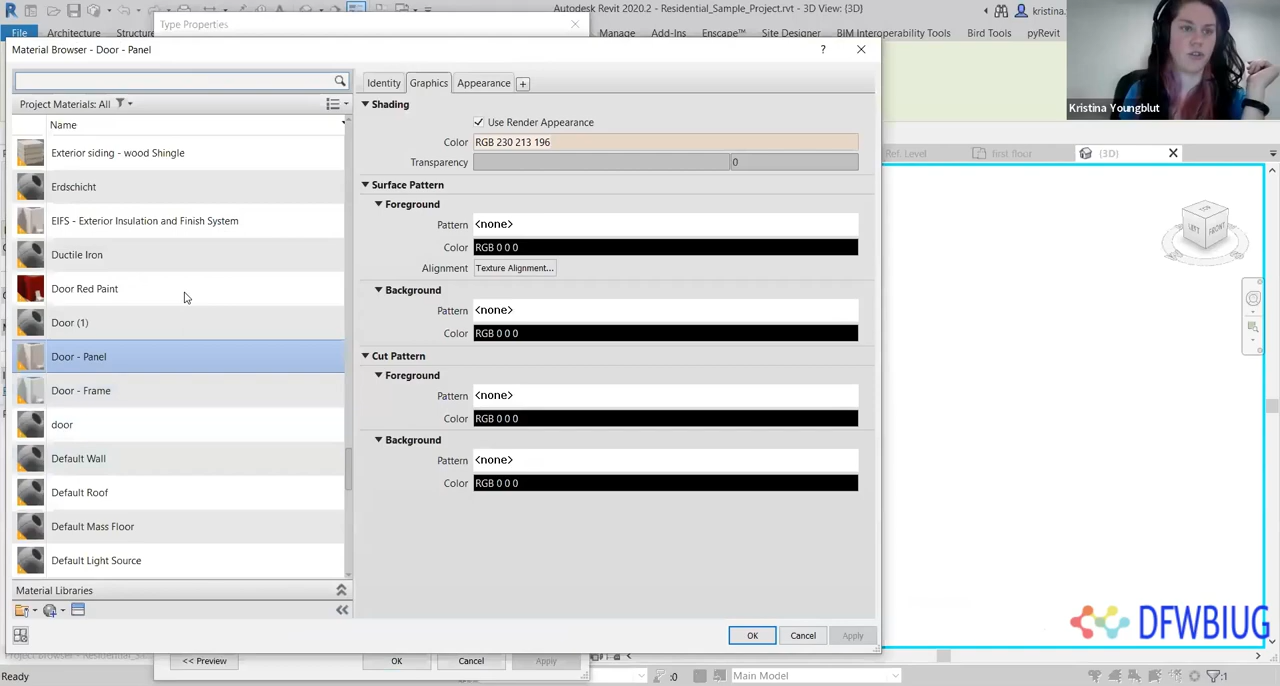 Autodesk Revit 2020.2 - Residential_Sample_Project.rvt - 3D View: {3D}
kristina.
Type Properties
File
Architecture
Manage
Add-Ins
Enscape™
Site Designer
BIM Interoperability Tools
Bird Tools
pyRevit
Material Browser - Door - Panel
?
Kristina Youngblut
Identity
Graphics
Appearance
Project Materials: All
Shading
Name
Use Render Appearance
Color
RGB 230 213 196
Exterior siding - wood Shingle
Transparency
0
Ref. Level
first floor
{3D}
Erdschicht
Surface Pattern
Foreground
EIFS - Exterior Insulation and Finish System
Pattern
<none>
TOP
LEFT
FRONT
Color
RGB 0 0 0
Ductile Iron
Alignment
Texture Alignment...
Door Red Paint
Background
Pattern
<none>
Door (1)
Color
RGB 0 0 0
Door - Panel
Cut Pattern
Foreground
Door - Frame
Pattern
<none>
Color
RGB 0 0 0
door
Background
Default Wall
Pattern
<none>
Color
RGB 0 0 0
Default Roof
Default Mass Floor
Default Light Source
Material Libraries
OK
Cancel
Apply
DFWBIUG
<< Preview
OK
Cancel
Apply
Ready
:0
Main Model
:1